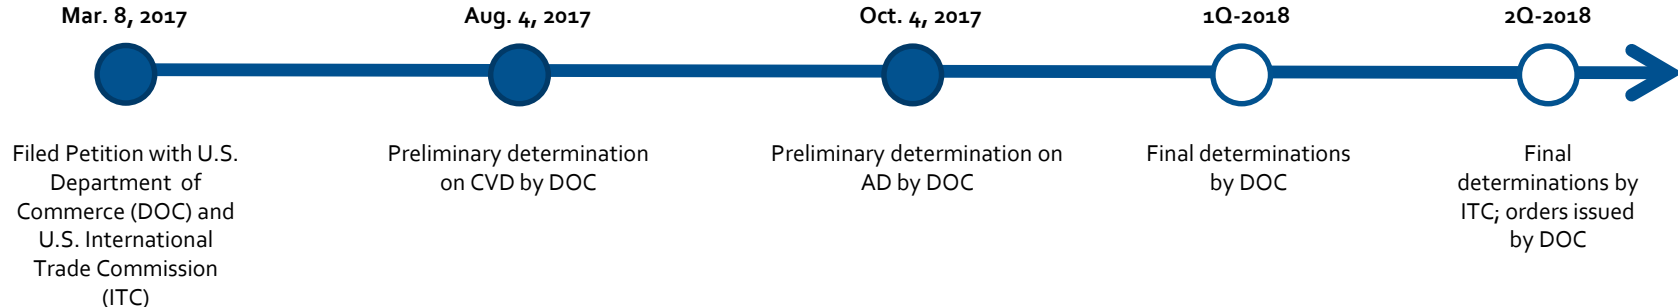 Mar. 8, 2017
Aug. 4, 2017
Oct. 4, 2017
1Q-2018
2Q-2018
Filed Petition with U.S.
Department of
Commerce (DOC) and
U.S. International
Trade Commission
(ITC)
Preliminary determination
on CVD by DOC
Preliminary determination on
AD by DOC
Final determinations
by DOC
Final
determinations by
ITC; orders issued
by DOC